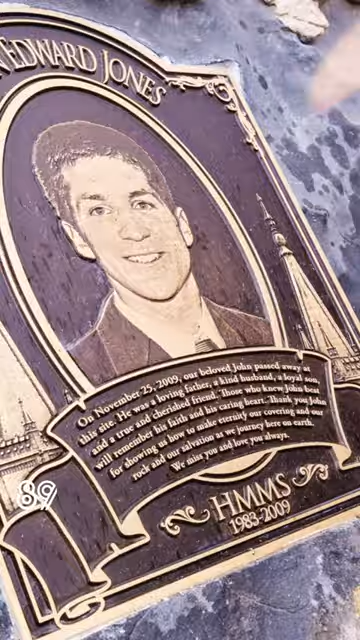 EDWARD JONES
On November 25, 2009, our beloved John passed away at
this site. He was a loving father, a kind husband, a loyal son,
and a true and cherished friend. Those who knew John best
will remember his faith and his caring heart. Thank you John
for showing us how to make eternity our covering and our
rock and our salvation as we journey here on earth.
We miss you and love you always.
HMMS
1983-2009
89